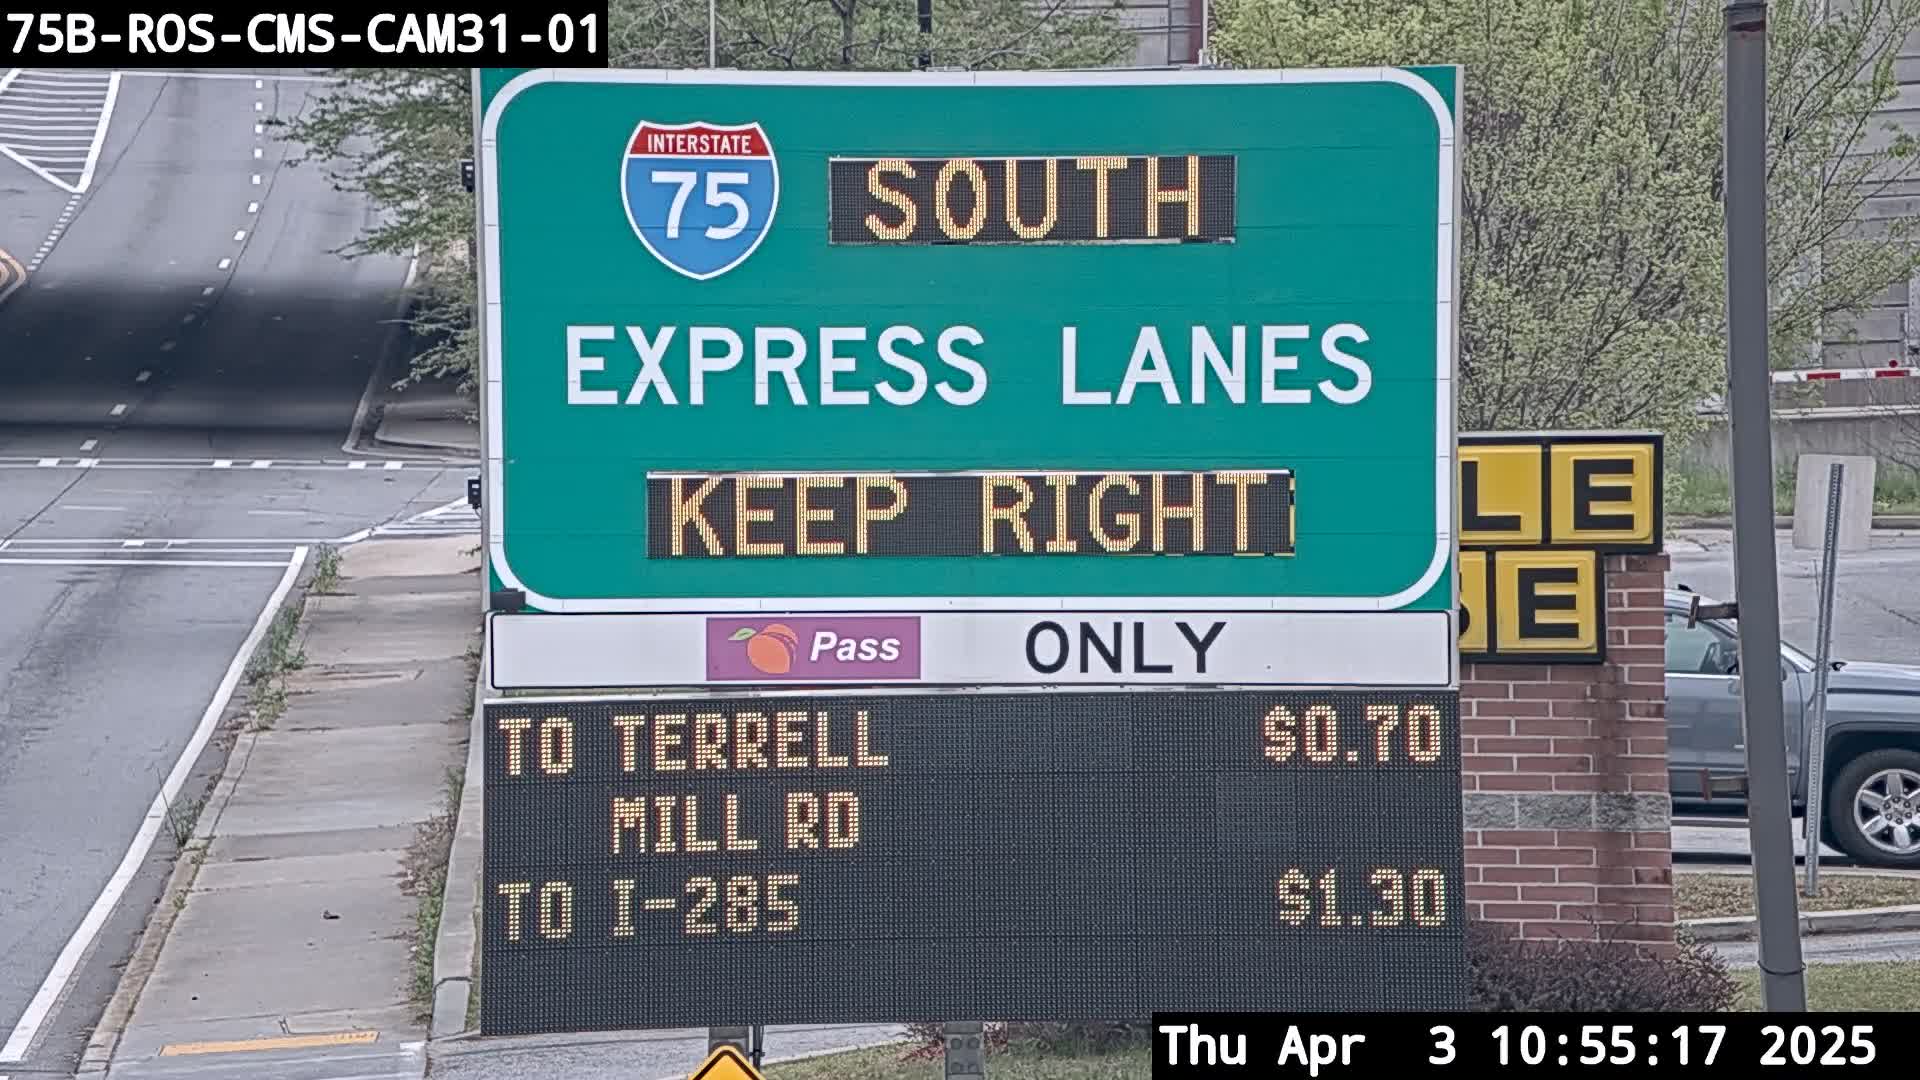 75B-ROS-CMS-CAM31-01
INTERSTATE
75
SOUTH
EXPRESS LANES
KEEP RIGHT
Pass ONLY
TO TERRELL $0.70
MILL RD
TO I-285 $1.30
LE
E
Thu Apr 3 10:55:17 2025